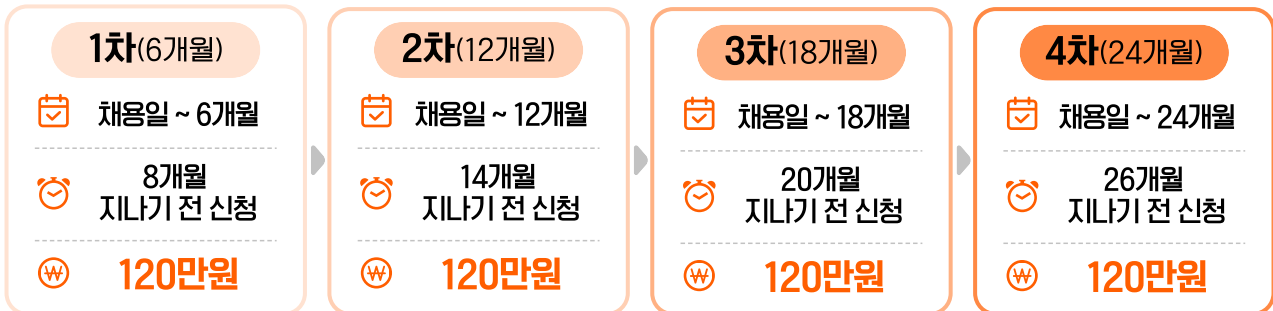 1차(6개월)
채용일 ~ 6개월
8개월
지나기 전 신청
120만원
2차(12개월)
채용일 ~ 12개월
14개월
지나기 전 신청
120만원
3차(18개월)
채용일 ~ 18개월
20개월
지나기 전 신청
120만원
4차(24개월)
채용일 ~ 24개월
26개월
지나기 전 신청
120만원